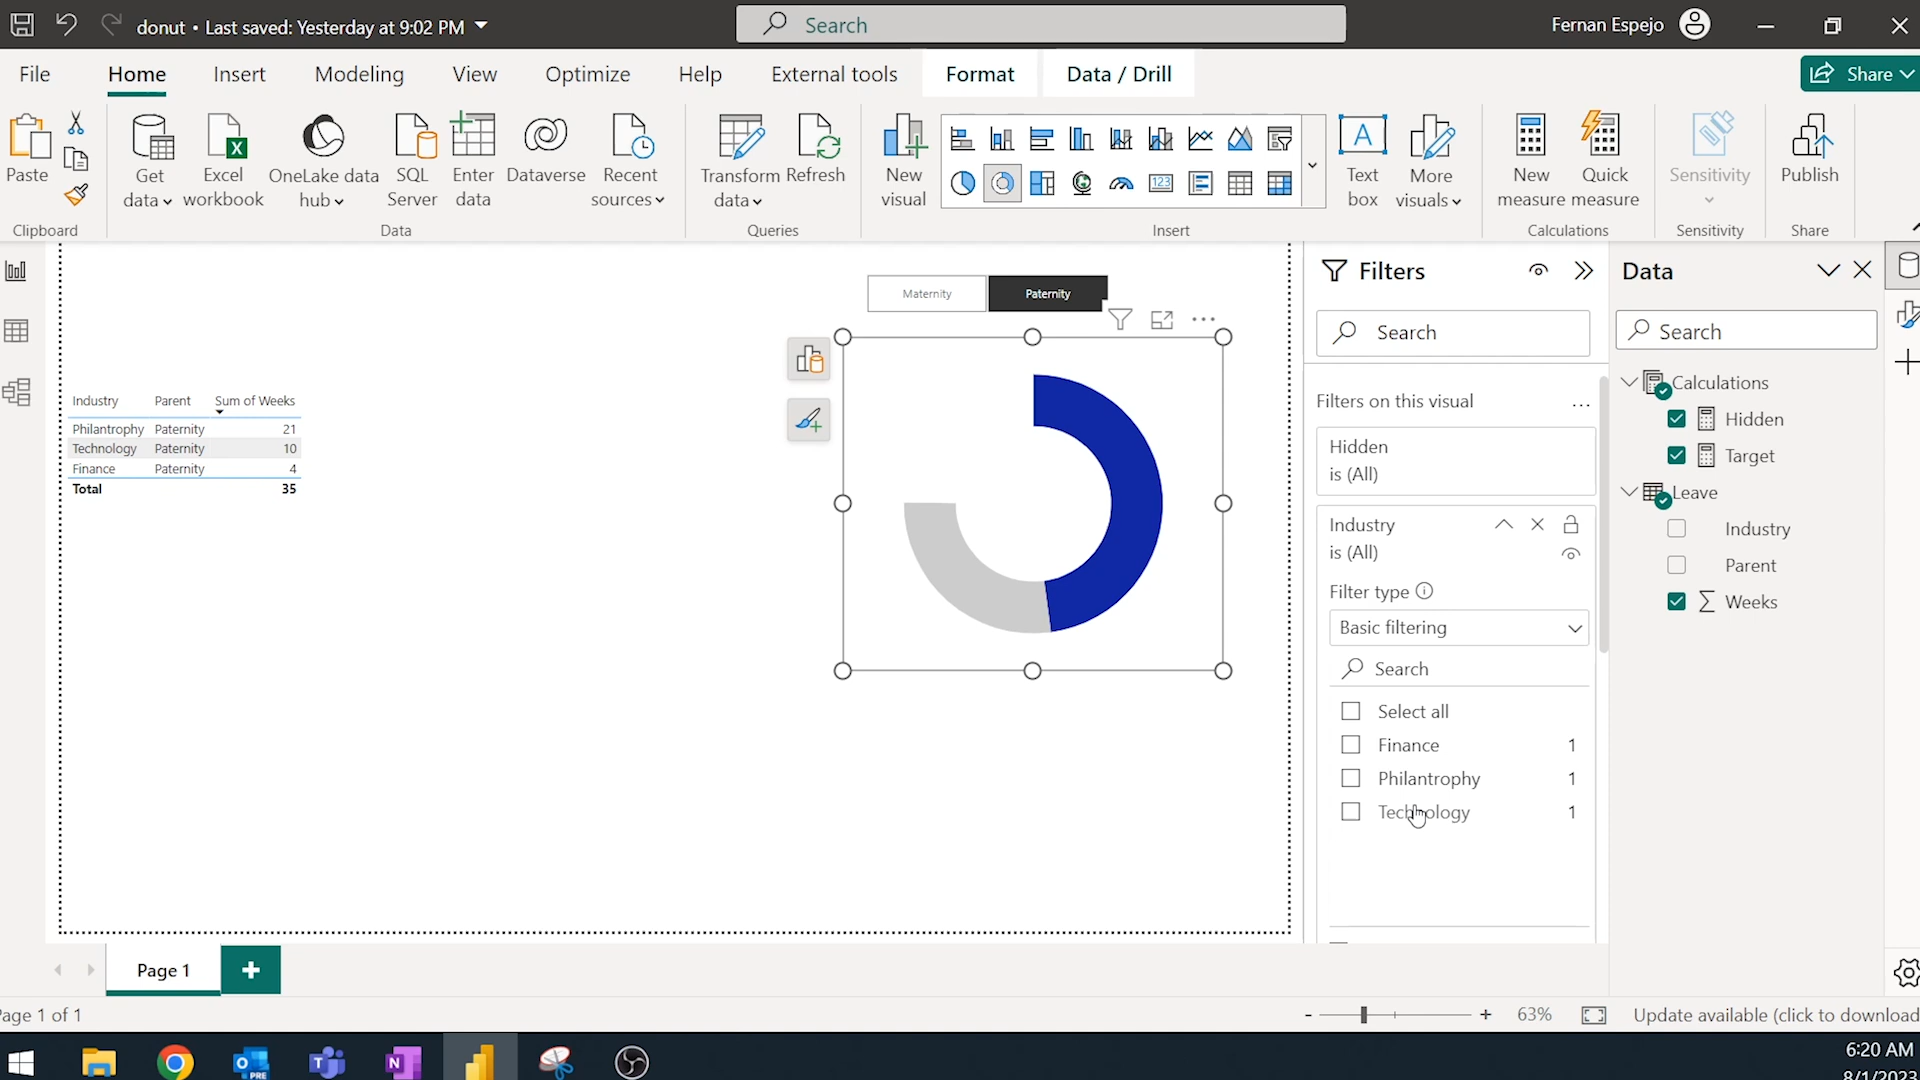 donut • Last saved: Yesterday at 9:02 PM
Search
Fernan Espejo
File
Home
Insert
Modeling
View
Optimize
Help
External tools
Format
Data / Drill
Share
Paste
Get data
Excel workbook
OneLake data hub
SQL Server
Enter data
Dataverse
Recent sources
Transform data
Refresh
New visual
123
A
Text box
More visuals
New measure
Quick measure
Sensitivity
Publish
Clipboard
Data
Queries
Insert
Calculations
Sensitivity
Share
Maternity
Paternity
Industry Parent Sum of Weeks
Philantrophy Paternity 21
Technology Paternity 10
Finance Paternity 4
Total 35
Filters
Search
Filters on this visual
Hidden
is (All)
Industry
is (All)
Filter type
Basic filtering
Search
Select all
Finance 1
Philantrophy 1
Technology 1
Data
Search
Calculations
Hidden
Target
Leave
Industry
Parent
Weeks
Page 1
age 1 of 1
- + 63%
Update available (click to download
6:20 AM
8/1/2023